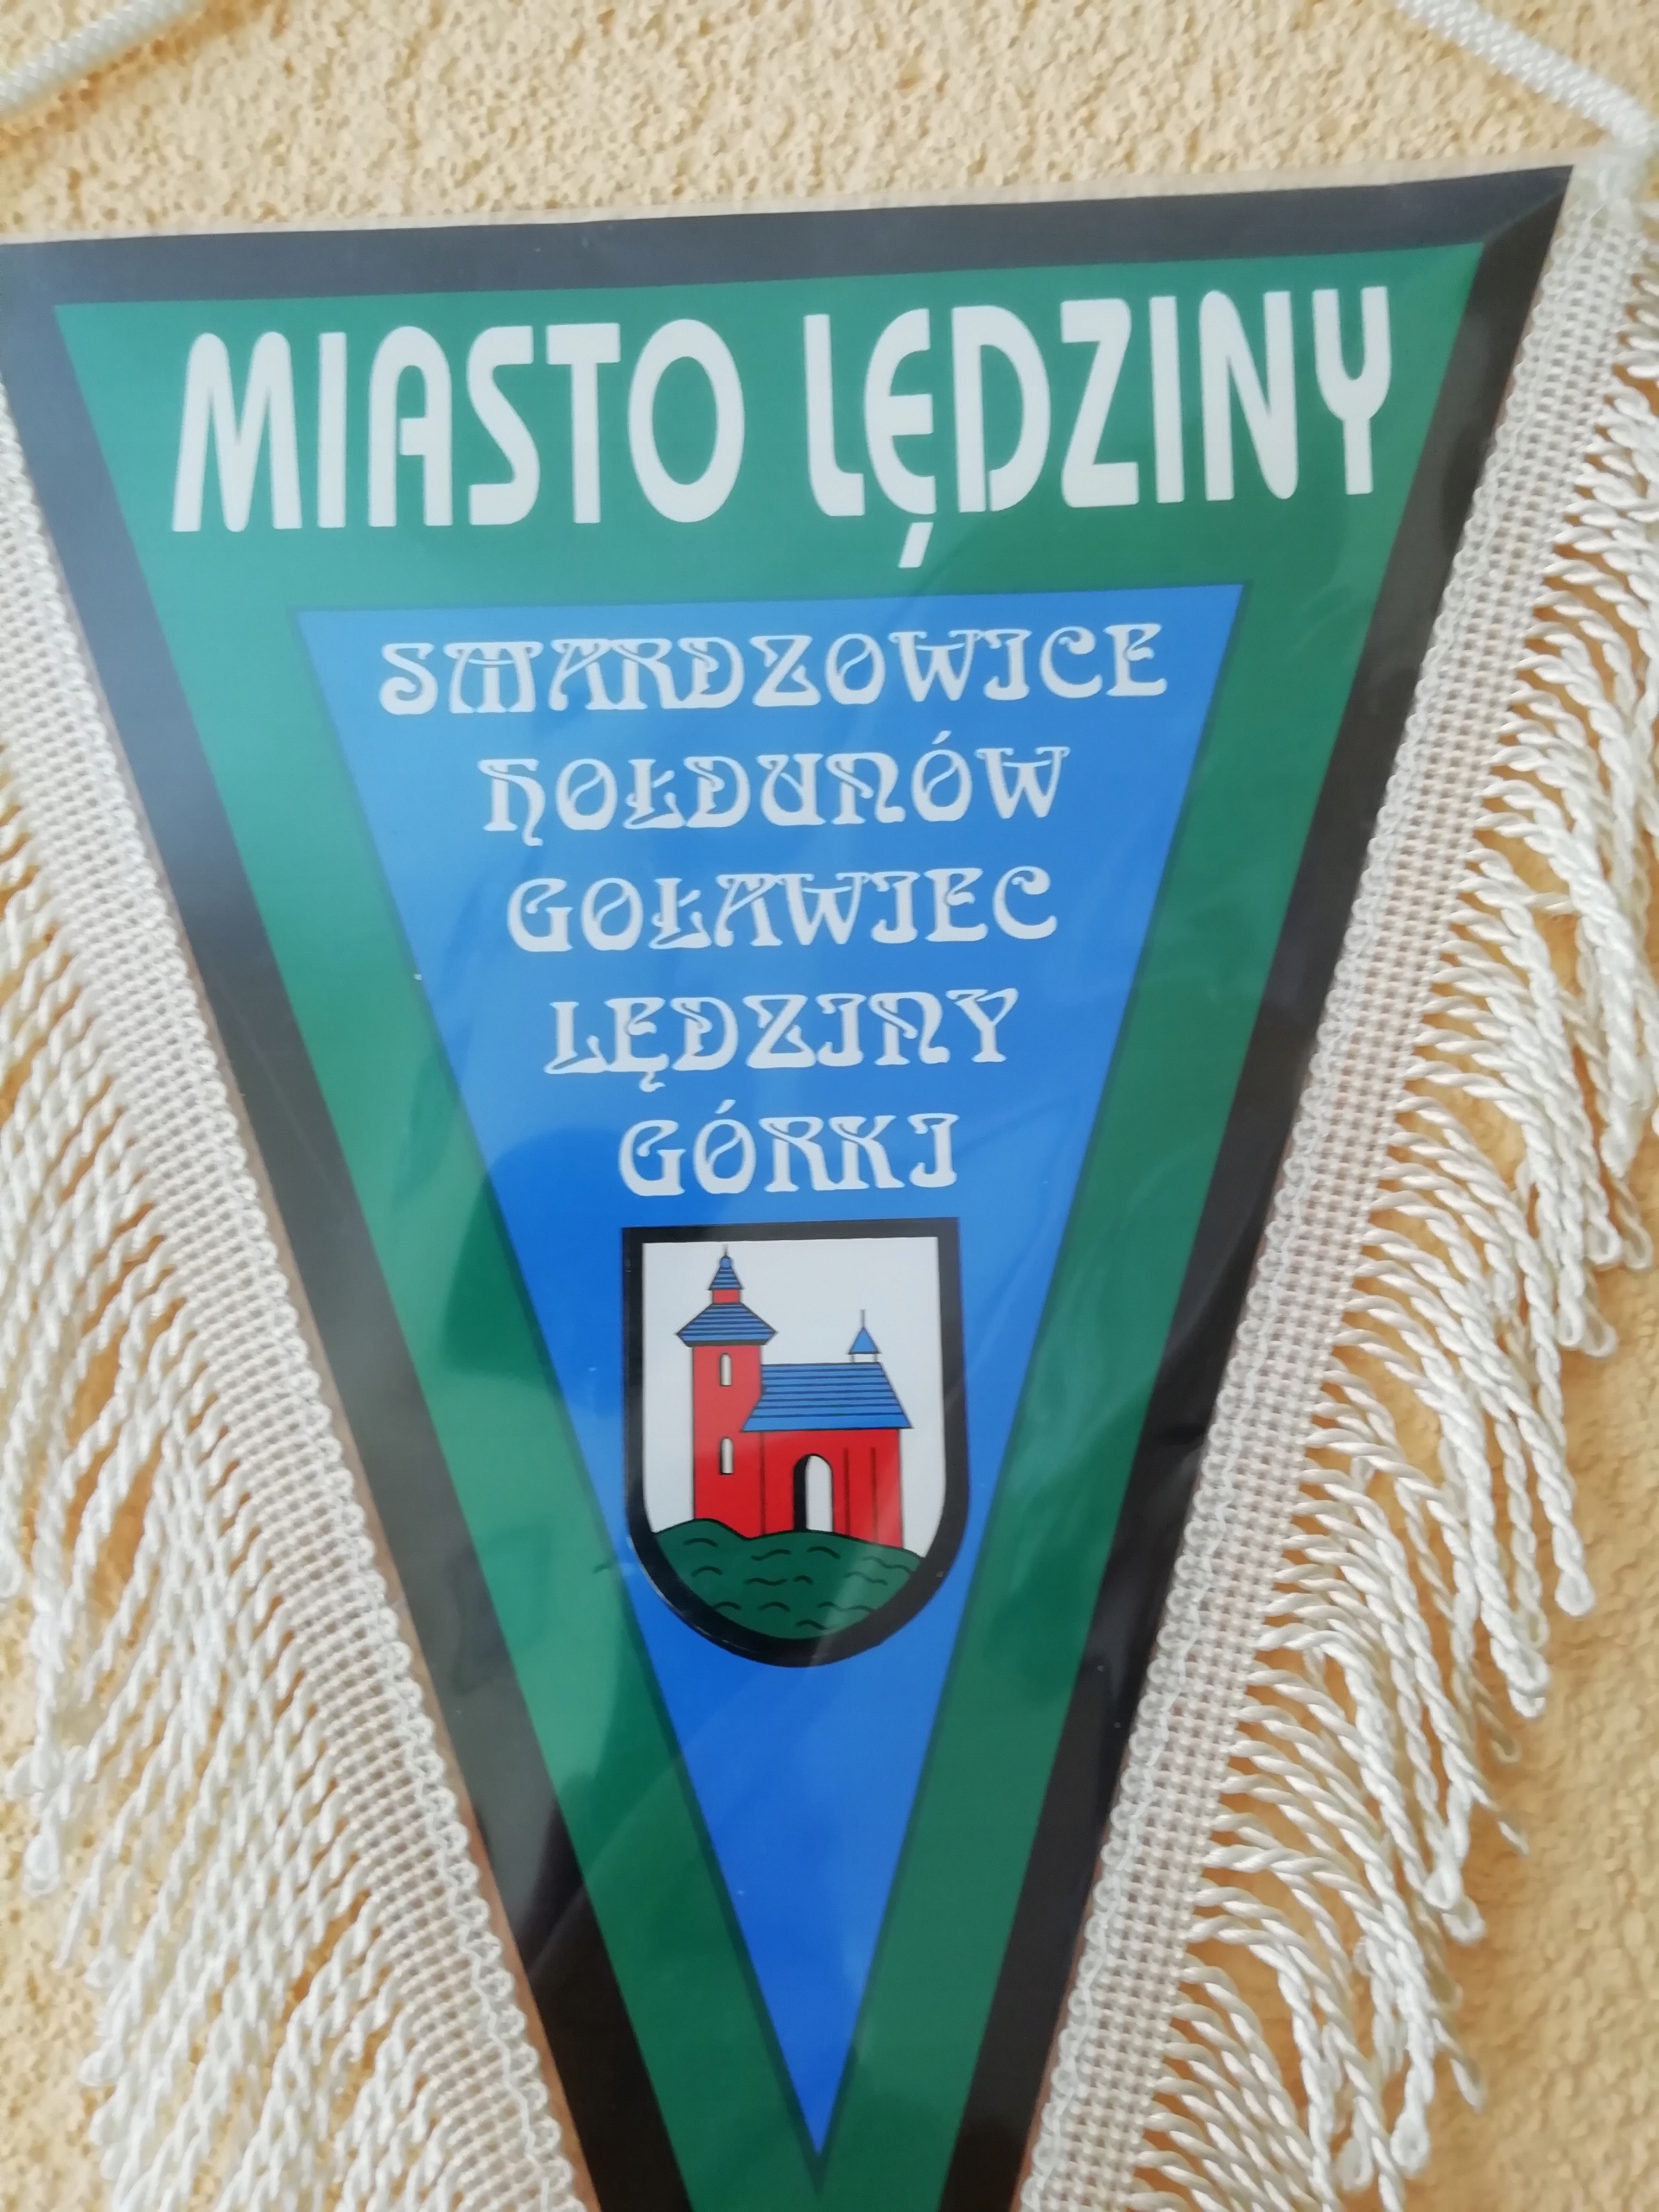 MIASTO LĘDZINY
SMARDZOWICE
HOŁDUNÓW
GOŁAWIEC
LĘDZINY
GÓRKI